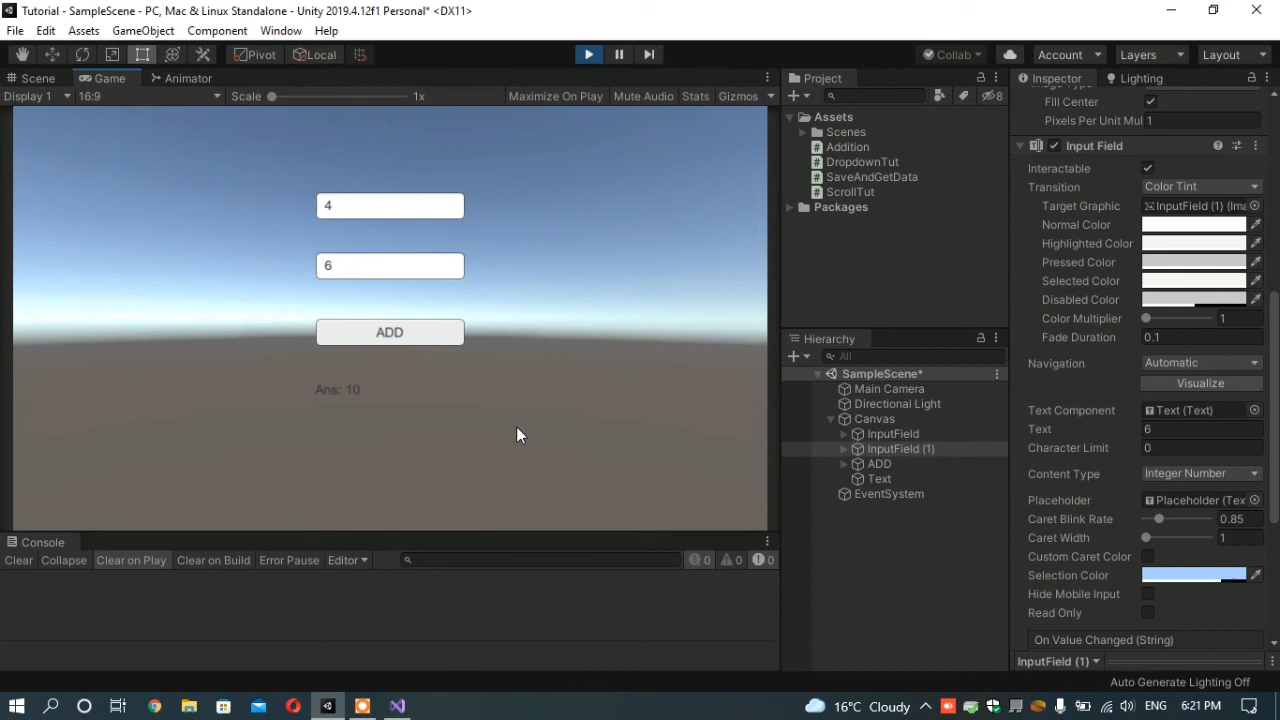 Tutorial - SampleScene - PC, Mac & Linux Standalone - Unity 2019.4.12f1 Personal* <DX11>
File Edit Assets GameObject Component Window Help
Pivot Local Collab Account Layers Layout
Scene Game Animator
Display 1 16:9 Scale 1x Maximize On Play Mute Audio Stats Gizmos
4
6
ADD
Ans: 10
Console
Clear Collapse Clear on Play Clear on Build Error Pause Editor 0 0 0
Project
8
Assets
Scenes
Addition
DropdownTut
SaveAndGetData
ScrollTut
Packages
Hierarchy
All
SampleScene*
Main Camera
Directional Light
Canvas
InputField
InputField (1)
ADD
Text
EventSystem
Inspector Lighting
Fill Center
Pixels Per Unit Mul 1
Input Field
Interactable
Transition Color Tint
Target Graphic InputField (1) (Ima
Normal Color
Highlighted Color
Pressed Color
Selected Color
Disabled Color
Color Multiplier 1
Fade Duration 0.1
Navigation Automatic
Visualize
Text Component Text (Text)
Text 6
Character Limit 0
Content Type Integer Number
Placeholder Placeholder (Tex
Caret Blink Rate 0.85
Caret Width 1
Custom Caret Color
Selection Color
Hide Mobile Input
Read Only
On Value Changed (String)
InputField (1)
Auto Generate Lighting Off
16°C Cloudy ENG 6:21 PM